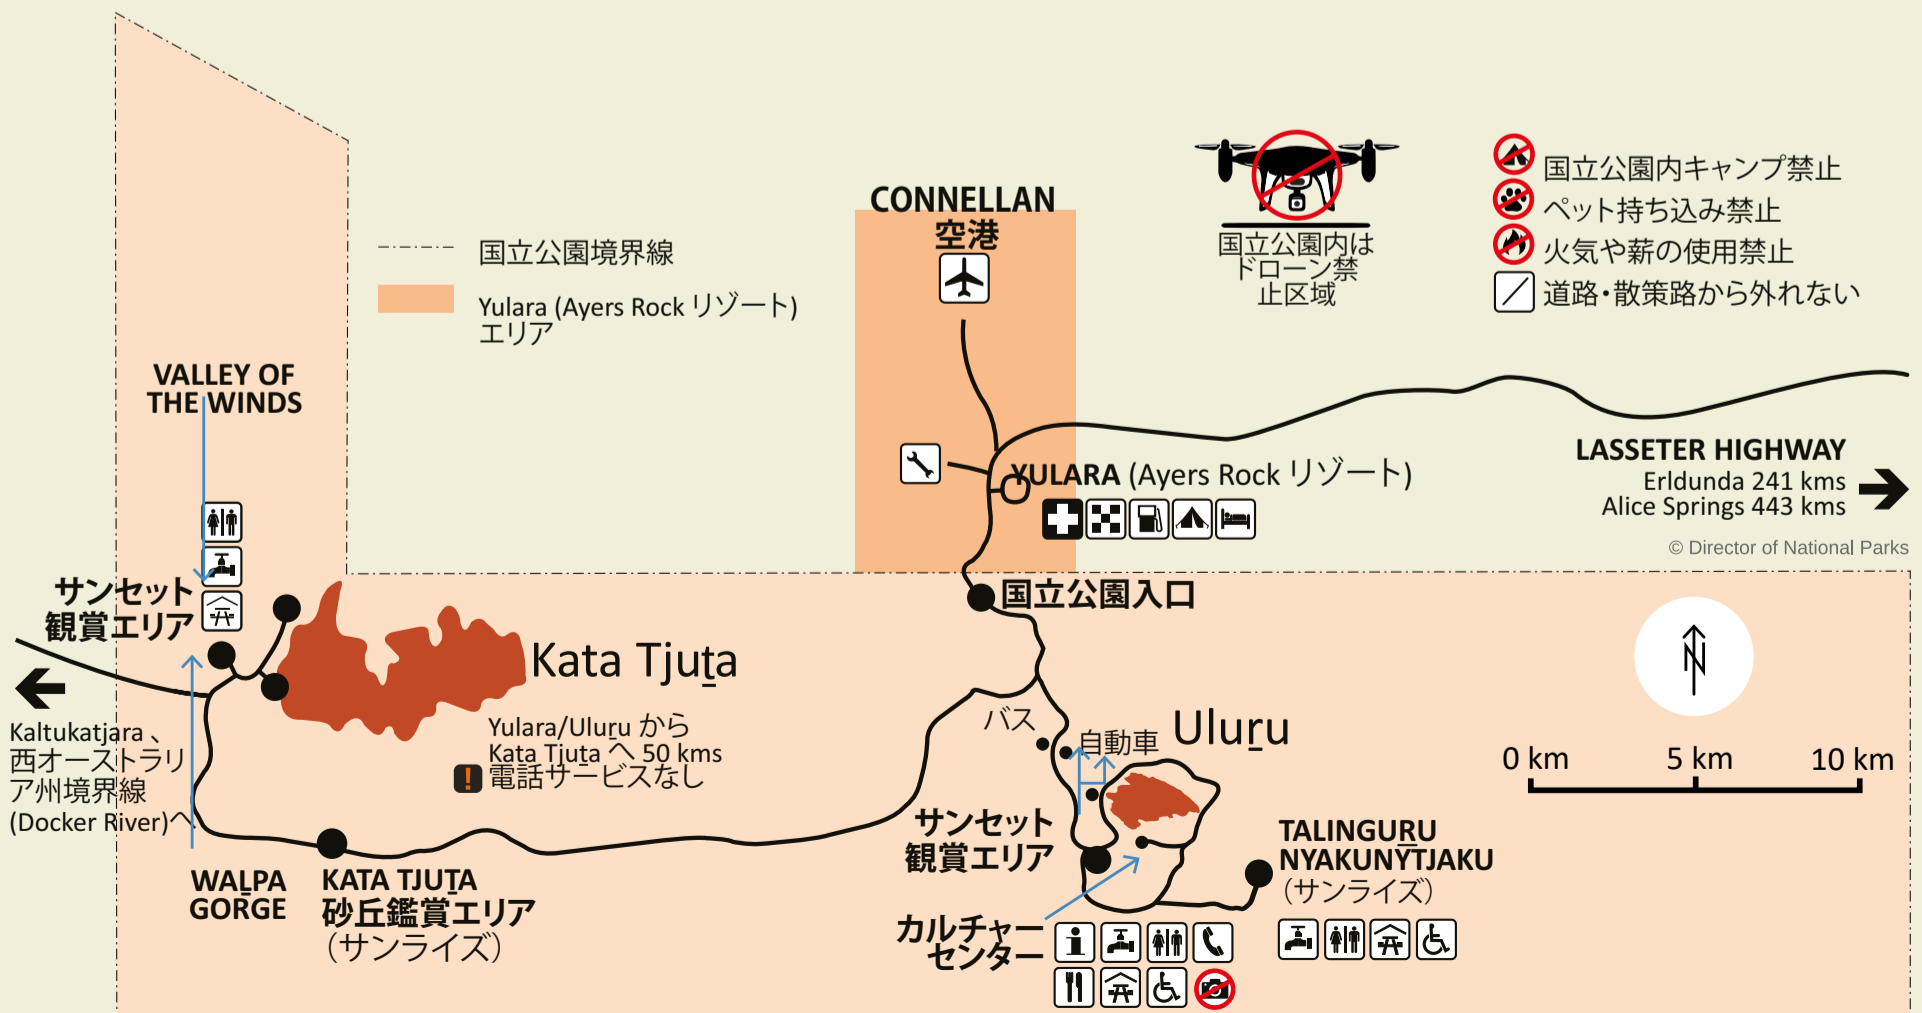 CONNELLAN
空港
国立公園内は
ドローン禁
止区域
国立公園内キャンプ禁止
ペット持ち込み禁止
火気や薪の使用禁止
道路・散策路から外れない
国立公園境界線
Yulara (Ayers Rock リゾート)
エリア
VALLEY OF
THE WINDS
YULARA (Ayers Rock リゾート)
LASSETER HIGHWAY
Erldunda 241 kms
Alice Springs 443 kms
© Director of National Parks
サンセット
観賞エリア
国立公園入口
Kata Tjuṯa
Yulara/Uluṟu から
Kata Tjuṯa へ 50 kms
! 電話サービスなし
Kaltukatjara 、
西オーストラリ
ア州境界線
(Docker River)へ
バス
自動車
Uluṟu
N
0 km 5 km 10 km
サンセット
観賞エリア
TALINGURU
NYAKUNYTJAKU
(サンライズ)
WAḺPA
GORGE
KATA TJUṮA
砂丘鑑賞エリア
(サンライズ)
カルチャー
センター
i